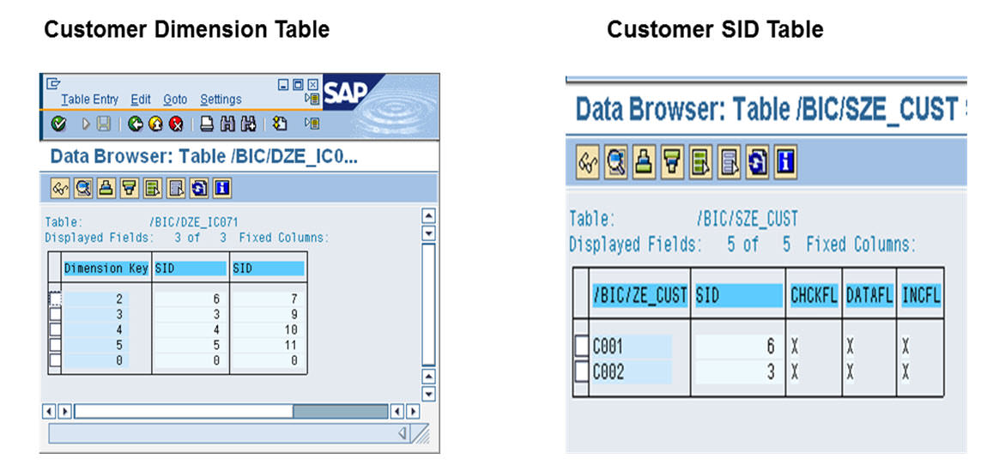 Customer Dimension Table
Table Entry Edit Goto Settings
SAP
Data Browser: Table /BIC/DZE_IC0...
Table: /BIC/DZE_IC071
Displayed Fields: 3 of 3 Fixed Columns:
Dimension Key SID SID
2 6 7
3 3 9
4 4 10
5 5 11
0 0 0
Customer SID Table
Data Browser: Table /BIC/SZE_CUST
Table: /BIC/SZE_CUST
Displayed Fields: 5 of 5 Fixed Columns:
/BIC/ZE_CUST SID CHCKFL DATAFL INCFL
C001 6 X X X
C002 3 X X X